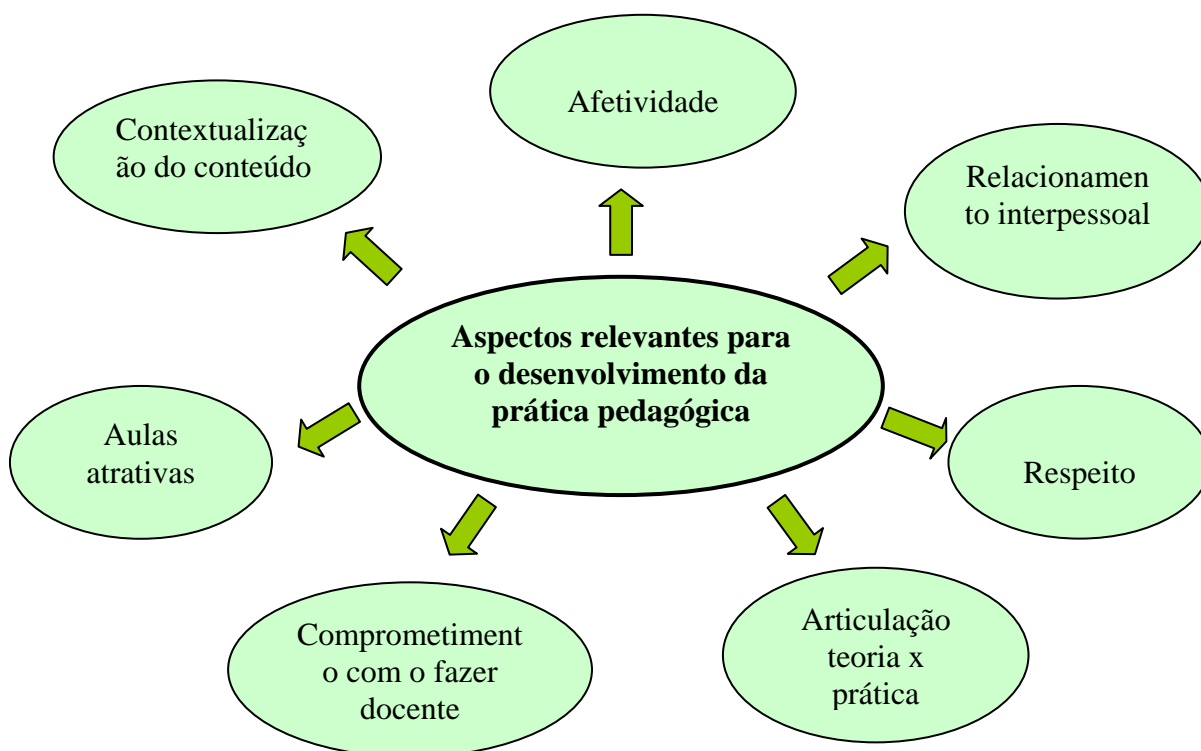 Afetividade
Contextualizaç
ão do conteúdo
Relacionamen
to interpessoal
Aspectos relevantes para
o desenvolvimento da
prática pedagógica
Aulas
atrativas
Respeito
Comprometiment
o com o fazer
docente
Articulação
teoria x
prática